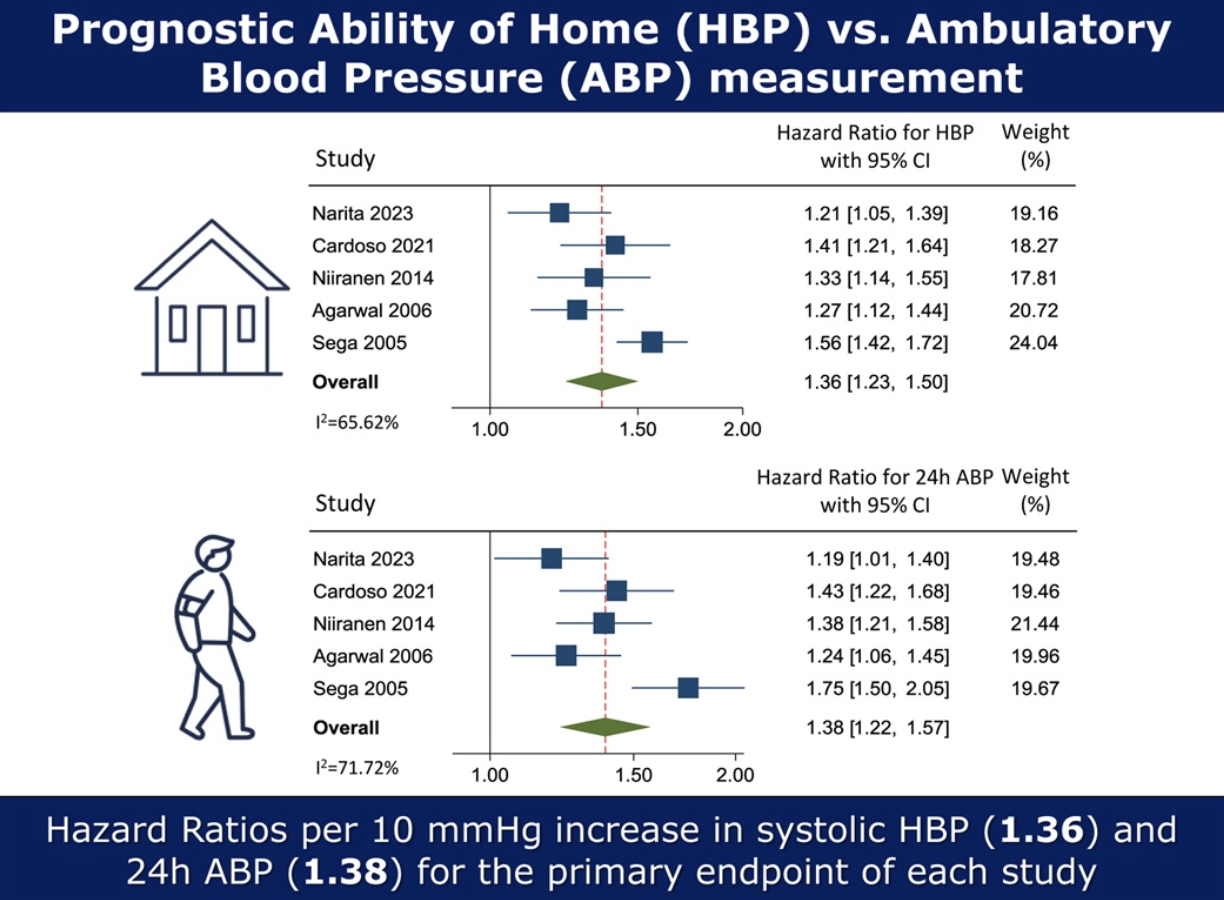 Prognostic Ability of Home (HBP) vs. Ambulatory
Blood Pressure (ABP) measurement
Study
Hazard Ratio for HBP
with 95% CI
Weight
(%)
Narita 2023 1.21 [1.05, 1.39] 19.16
Cardoso 2021 1.41 [1.21, 1.64] 18.27
Niiranen 2014 1.33 [1.14, 1.55] 17.81
Agarwal 2006 1.27 [1.12, 1.44] 20.72
Sega 2005 1.56 [1.42, 1.72] 24.04
Overall 1.36 [1.23, 1.50]
I²=65.62%
1.00 1.50 2.00
Study
Hazard Ratio for 24h ABP
with 95% CI
Weight
(%)
Narita 2023 1.19 [1.01, 1.40] 19.48
Cardoso 2021 1.43 [1.22, 1.68] 19.46
Niiranen 2014 1.38 [1.21, 1.58] 21.44
Agarwal 2006 1.24 [1.06, 1.45] 19.96
Sega 2005 1.75 [1.50, 2.05] 19.67
Overall 1.38 [1.22, 1.57]
I²=71.72%
1.00 1.50 2.00
Hazard Ratios per 10 mmHg increase in systolic HBP (1.36) and
24h ABP (1.38) for the primary endpoint of each study